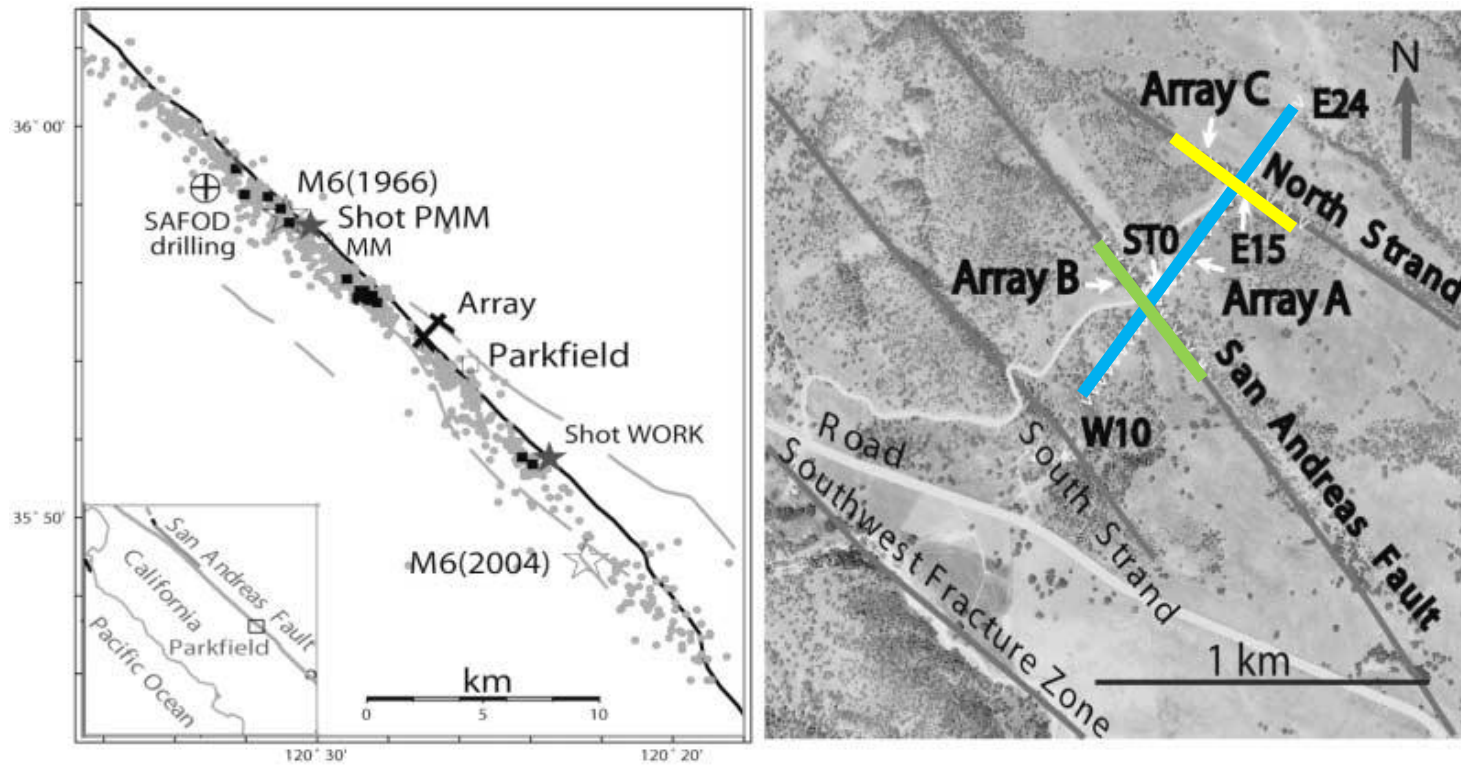 36° 00'
M6(1966)
Shot PMM
MM
SAFOD
drilling
Array
Parkfield
Shot WORK
35° 50'
M6(2004)
San Andreas Fault
California
Parkfield
Pacific Ocean
km
0 5 10
120° 30'
120° 20'
N
Array C
E24
North Strand
ST0
E15
Array B
Array A
San Andreas Fault
W10
Road
South Strand
Southwest Fracture Zone
1 km